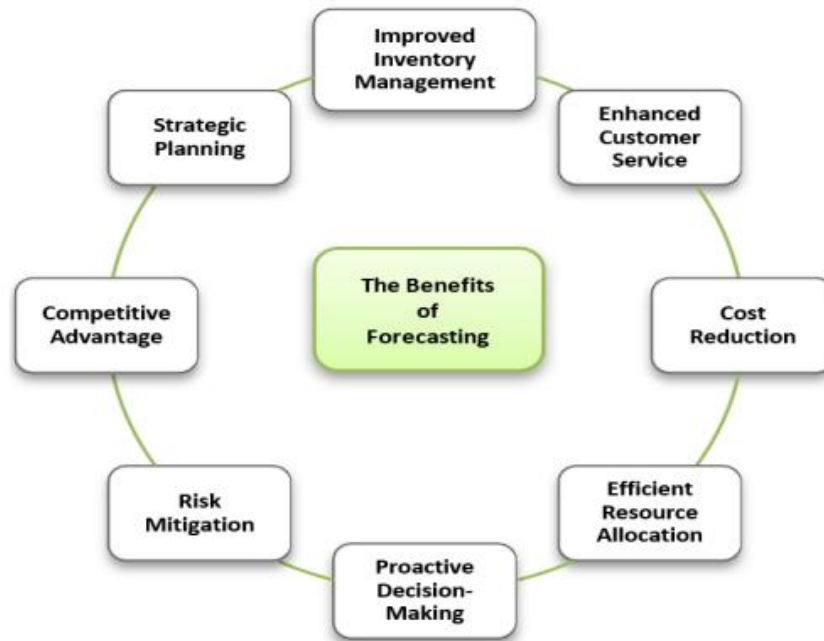 Improved
Inventory
Management
Enhanced
Customer
Service
Cost
Reduction
Efficient
Resource
Allocation
Proactive
Decision-
Making
Risk
Mitigation
Competitive
Advantage
Strategic
Planning
The Benefits
of
Forecasting